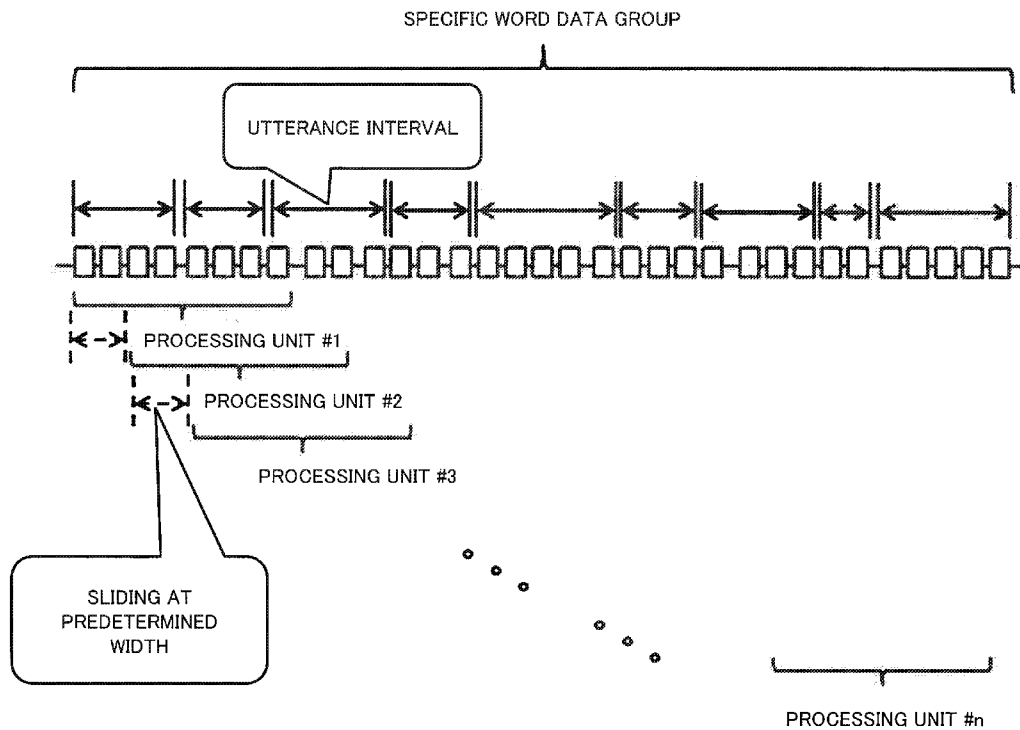 SPECIFIC WORD DATA GROUP
UTTERANCE INTERVAL
PROCESSING UNIT #1
PROCESSING UNIT #2
PROCESSING UNIT #3
SLIDING AT
PREDETERMINED
WIDTH
PROCESSING UNIT #n